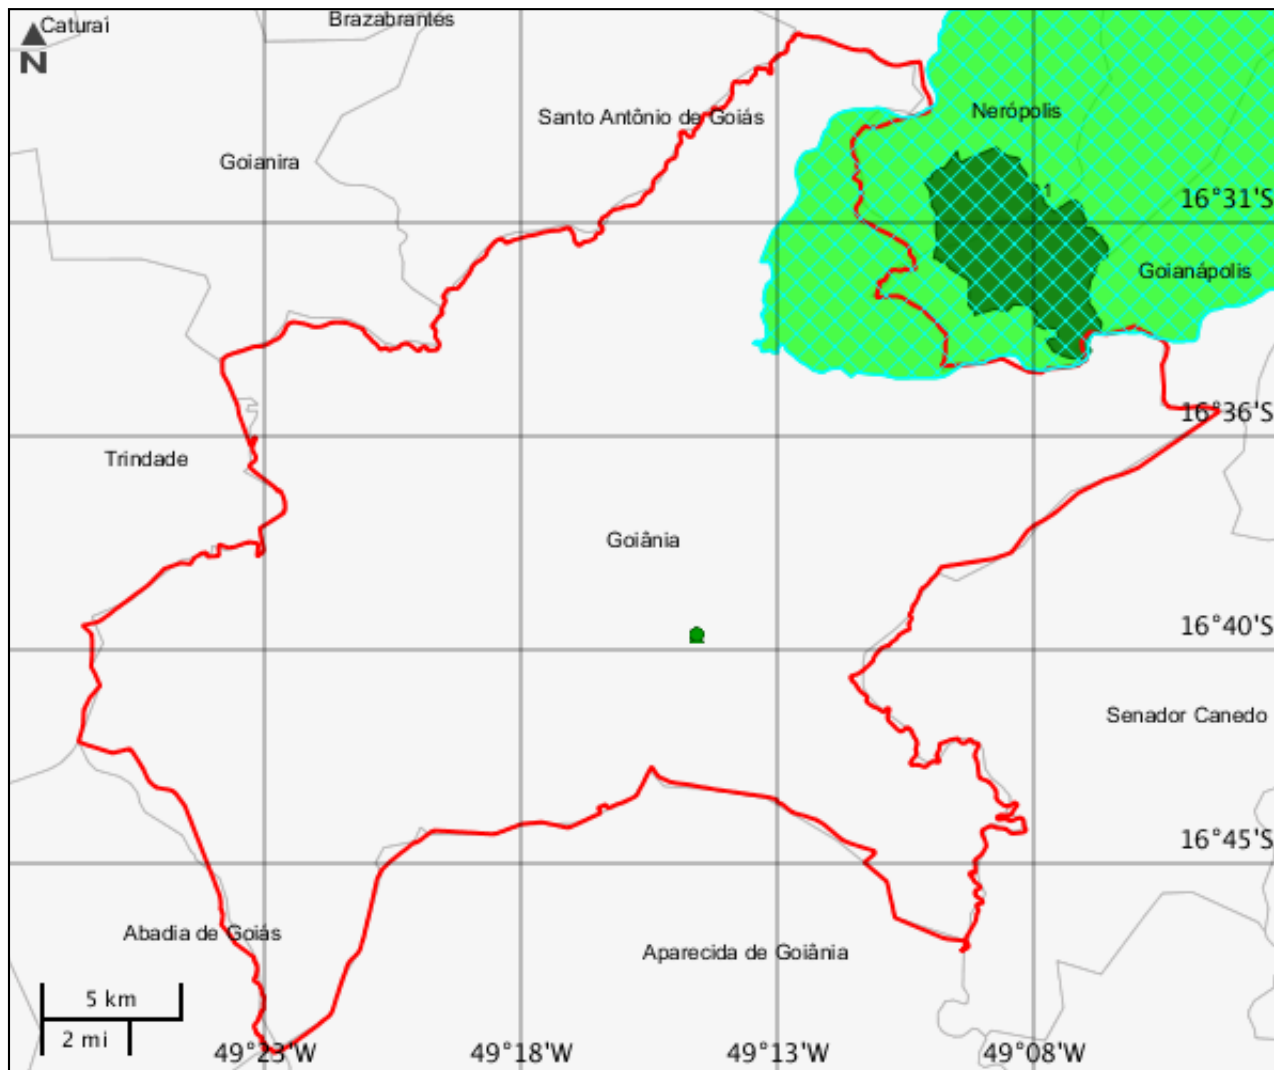 Caturai
Brazabrantes
N
Santo Antônio de Goiás
Nerópolis
Goianira
1
16°31'S
Goianápolis
16°36'S
Trindade
Goiânia
16°40'S
Senador Canedo
16°45'S
Abadia de Goiás
Aparecida de Goiânia
5 km
2 mi
49°23'W
49°18'W
49°13'W
49°08'W